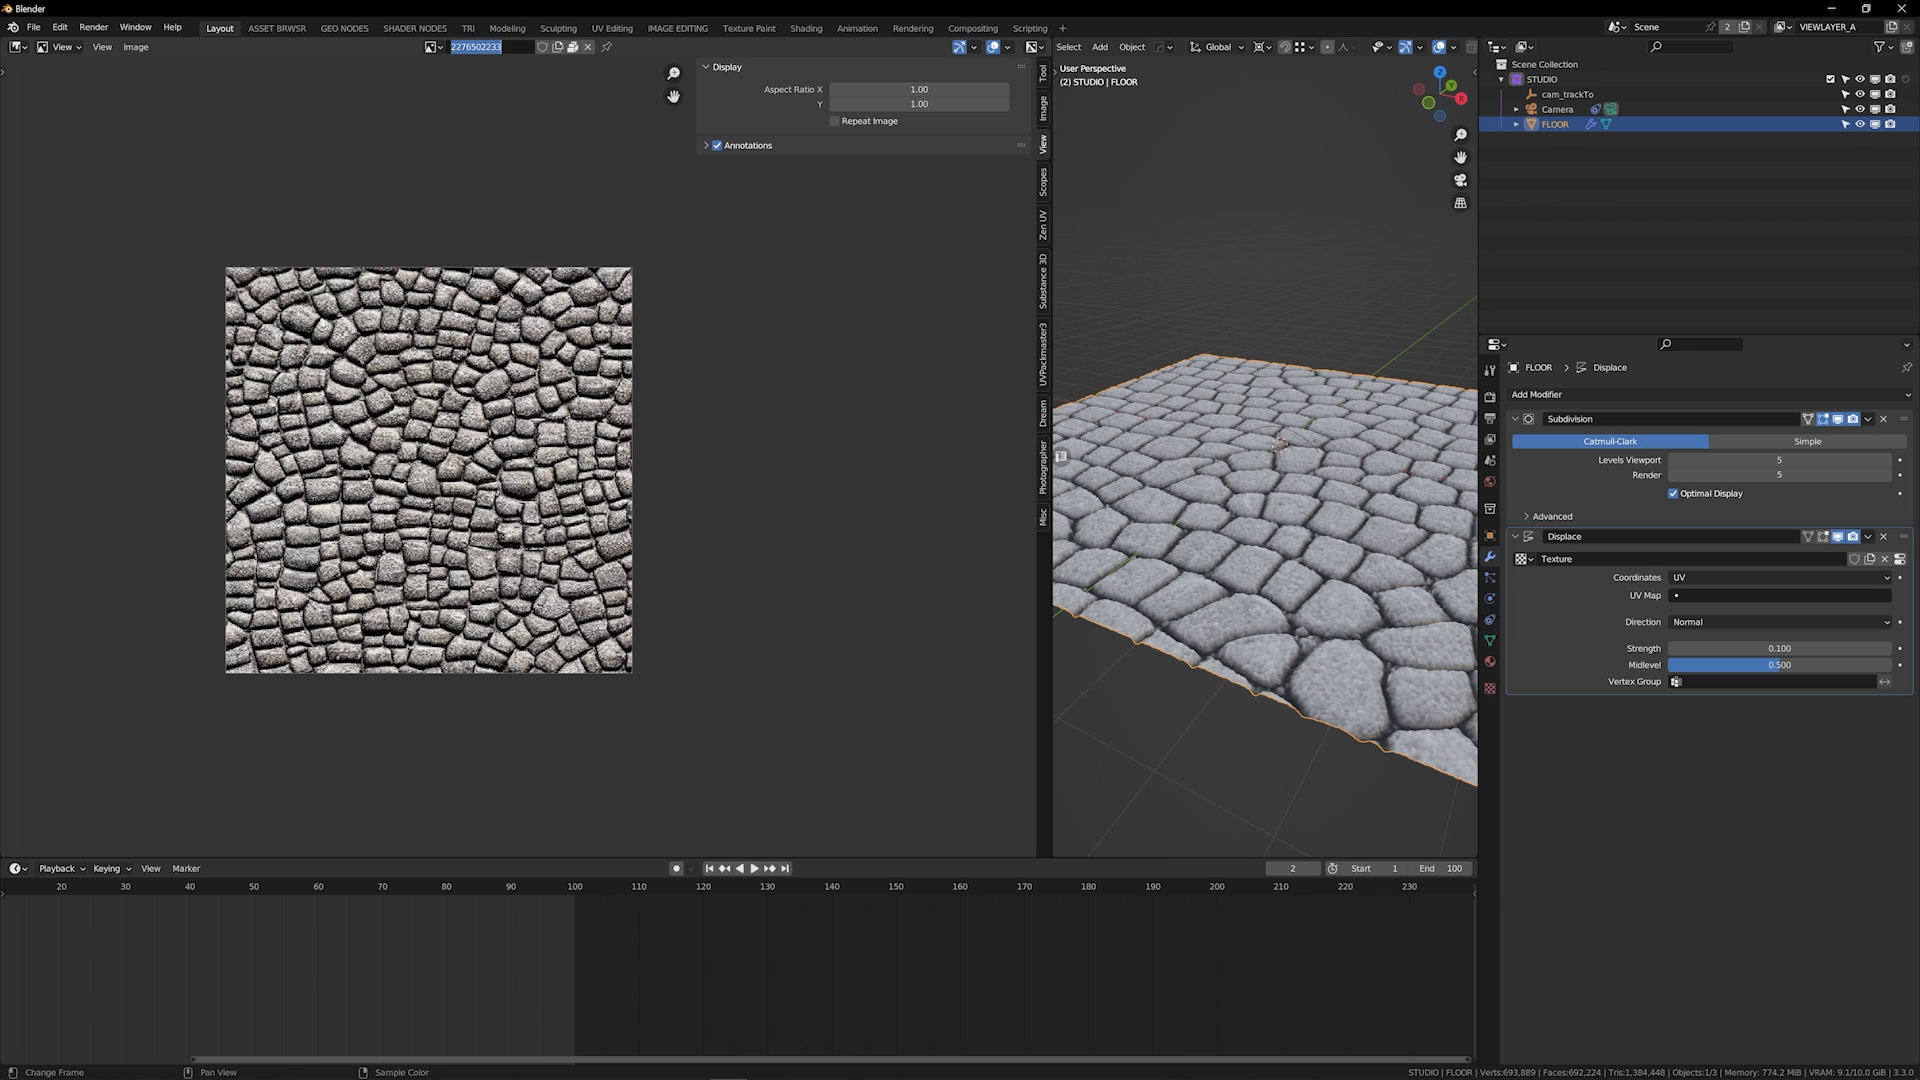 Blender
File Edit Render Window Help Layout ASSET BRWSR GEO NODES SHADER NODES TRI Modeling Sculpting UV Editing IMAGE EDITING Texture Paint Shading Animation Rendering Compositing Scripting + Scene 2 VIEWLAYER_A
View View Image 2276502233
Display
Aspect Ratio X 1.00
Y 1.00
Repeat Image
Annotations
Tool
Image
View
Scopes
Zen UV
Substance 3D
UVPackmaster3
Dream
Photographer
Misc
Select Add Object Global
User Perspective
(2) STUDIO | FLOOR
Z
Y
X
Scene Collection
STUDIO
cam_trackTo
Camera
FLOOR
FLOOR > Displace
Add Modifier
Subdivision
Catmull-Clark Simple
Levels Viewport 5
Render 5
Optimal Display
Advanced
Displace
Texture
Coordinates UV
UV Map
Direction Normal
Strength 0.100
Midlevel 0.500
Vertex Group
Playback Keying View Marker 2 Start 1 End 100
20 30 40 50 60 70 80 90 100 110 120 130 140 150 160 170 180 190 200 210 220 230
Change Frame Pan View Sample Color STUDIO | FLOOR | Verts:693,889 | Faces:692,224 | Tris:1,384,448 | Objects:1/3 | Memory: 774.2 MiB | VRAM: 9.1/10.0 GiB | 3.3.0